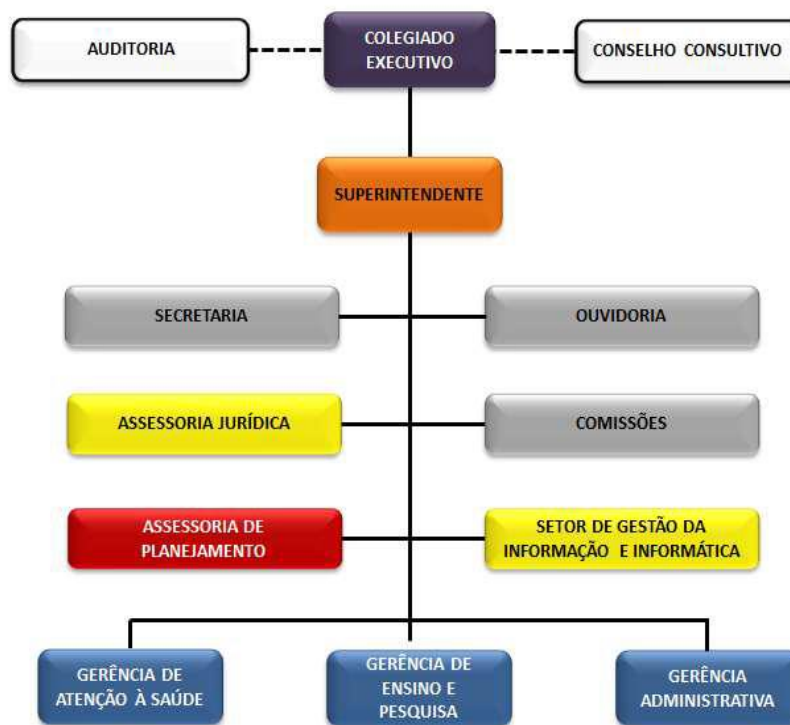 AUDITORIA
COLEGIADO
EXECUTIVO
CONSELHO CONSULTIVO
SUPERINTENDENTE
SECRETARIA
OUVIDORIA
ASSESSORIA JURÍDICA
COMISSÕES
ASSESSORIA DE
PLANEJAMENTO
SETOR DE GESTÃO DA
INFORMAÇÃO E INFORMÁTICA
GERÊNCIA DE
ATENÇÃO À SAÚDE
GERÊNCIA DE
ENSINO E
PESQUISA
GERÊNCIA
ADMINISTRATIVA